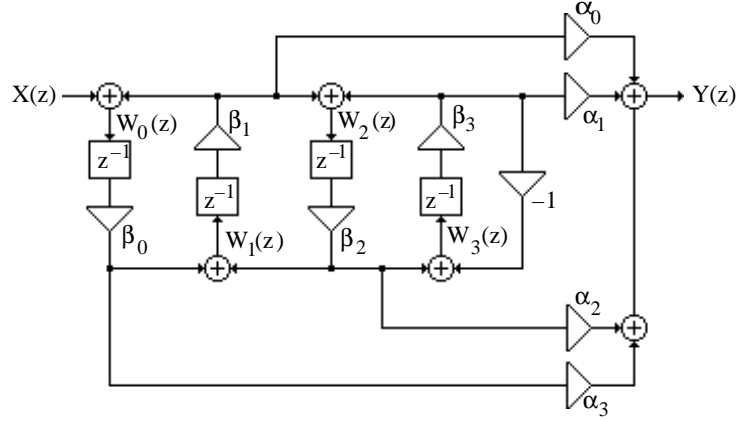 α₀
X(z)
Y(z)
α₁
W₀(z)
β₁
W₂(z)
β₃
z⁻¹
z⁻¹
z⁻¹
z⁻¹
−1
β₀
W₁(z)
β₂
W₃(z)
α₂
α₃